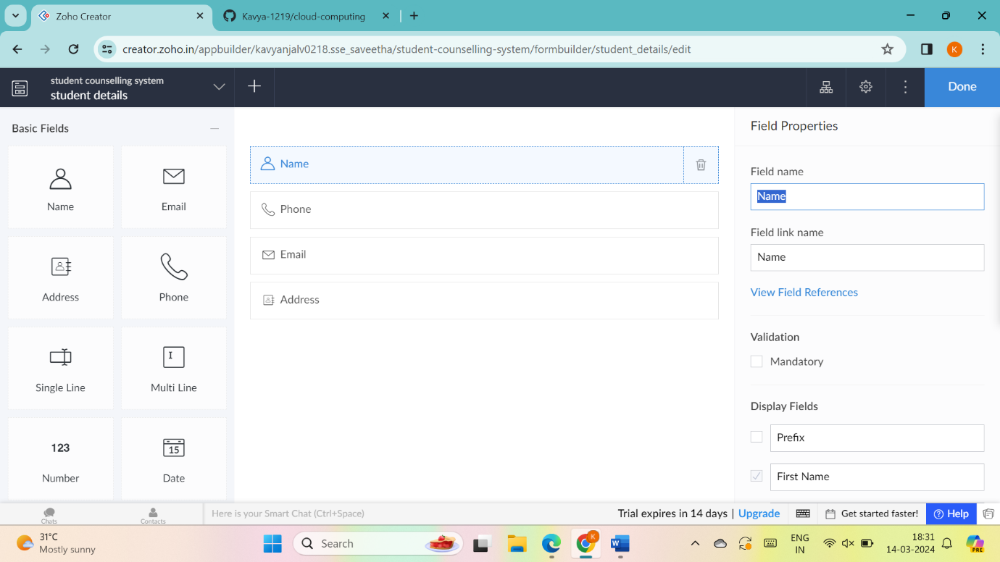 Zoho Creator
Kavya-1219/cloud-computing
creator.zoho.in/appbuilder/kavyanjalv0218.sse_saveetha/student-counselling-system/formbuilder/student_details/edit
K
student counselling system
student details
Done
Basic Fields
Name
Email
Address
Phone
Single Line
Multi Line
123
Number
15
Date
Name
Phone
Email
Address
Field Properties
Field name
Name
Field link name
Name
View Field References
Validation
Mandatory
Display Fields
Prefix
First Name
Chats
Contacts
Here is your Smart Chat (Ctrl+Space)
Trial expires in 14 days | Upgrade
Get started faster!
Help
31°C
Mostly sunny
Search
K
W
ENG
IN
18:31
14-03-2024
PRE